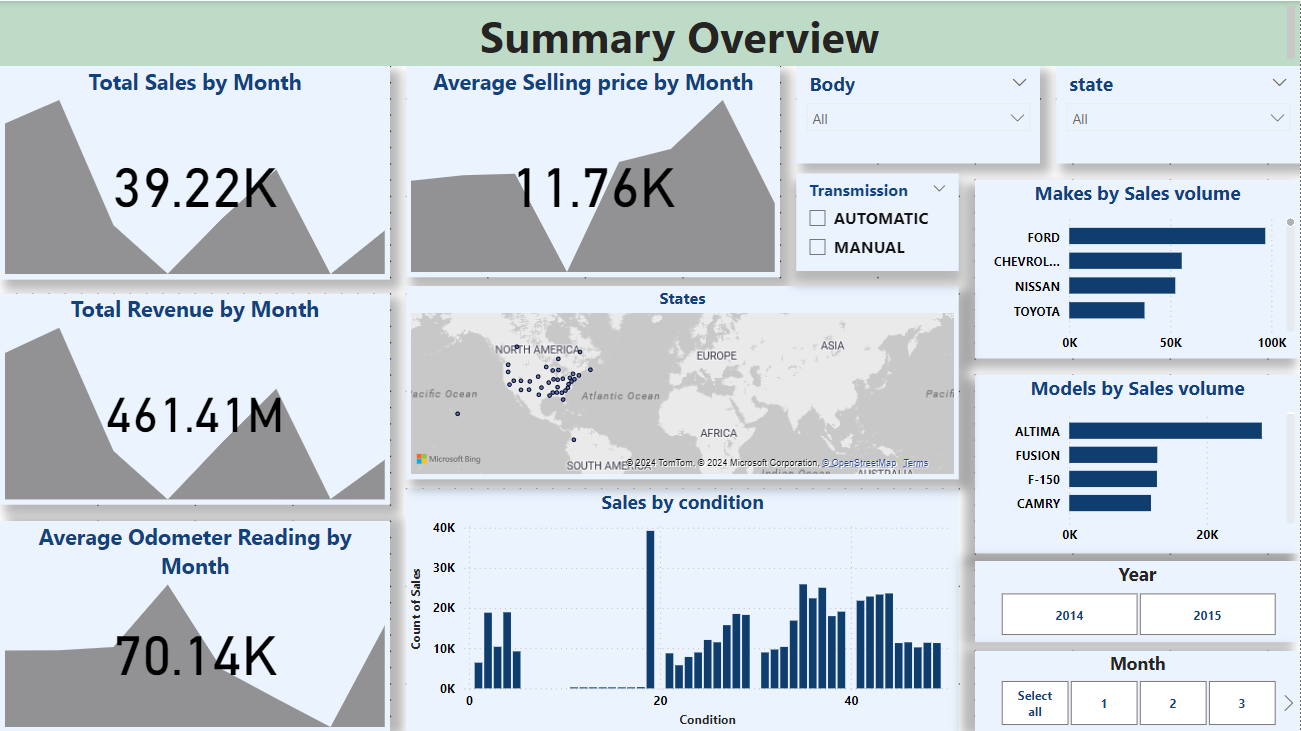 Summary Overview
Total Sales by Month
39.22K
Average Selling price by Month
11.76K
Body
All
state
All
Transmission
AUTOMATIC
MANUAL
Makes by Sales volume
FORD
CHEVROL...
NISSAN
TOYOTA
0K 50K 100K
Total Revenue by Month
461.41M
States
NORTH AMERICA
EUROPE
ASIA
Pacific Ocean
Atlantic Ocean
Pacifi
AFRICA
SOUTH AMERICA
Indian Ocean
AUSTRALIA
Microsoft Bing
© 2024 TomTom, © 2024 Microsoft Corporation, © OpenStreetMap Terms
Models by Sales volume
ALTIMA
FUSION
F-150
CAMRY
0K 20K
Average Odometer Reading by
Month
70.14K
Sales by condition
Count of Sales
40K
30K
20K
10K
0K
0 20 40
Condition
Year
2014 2015
Month
Select
all
1 2 3